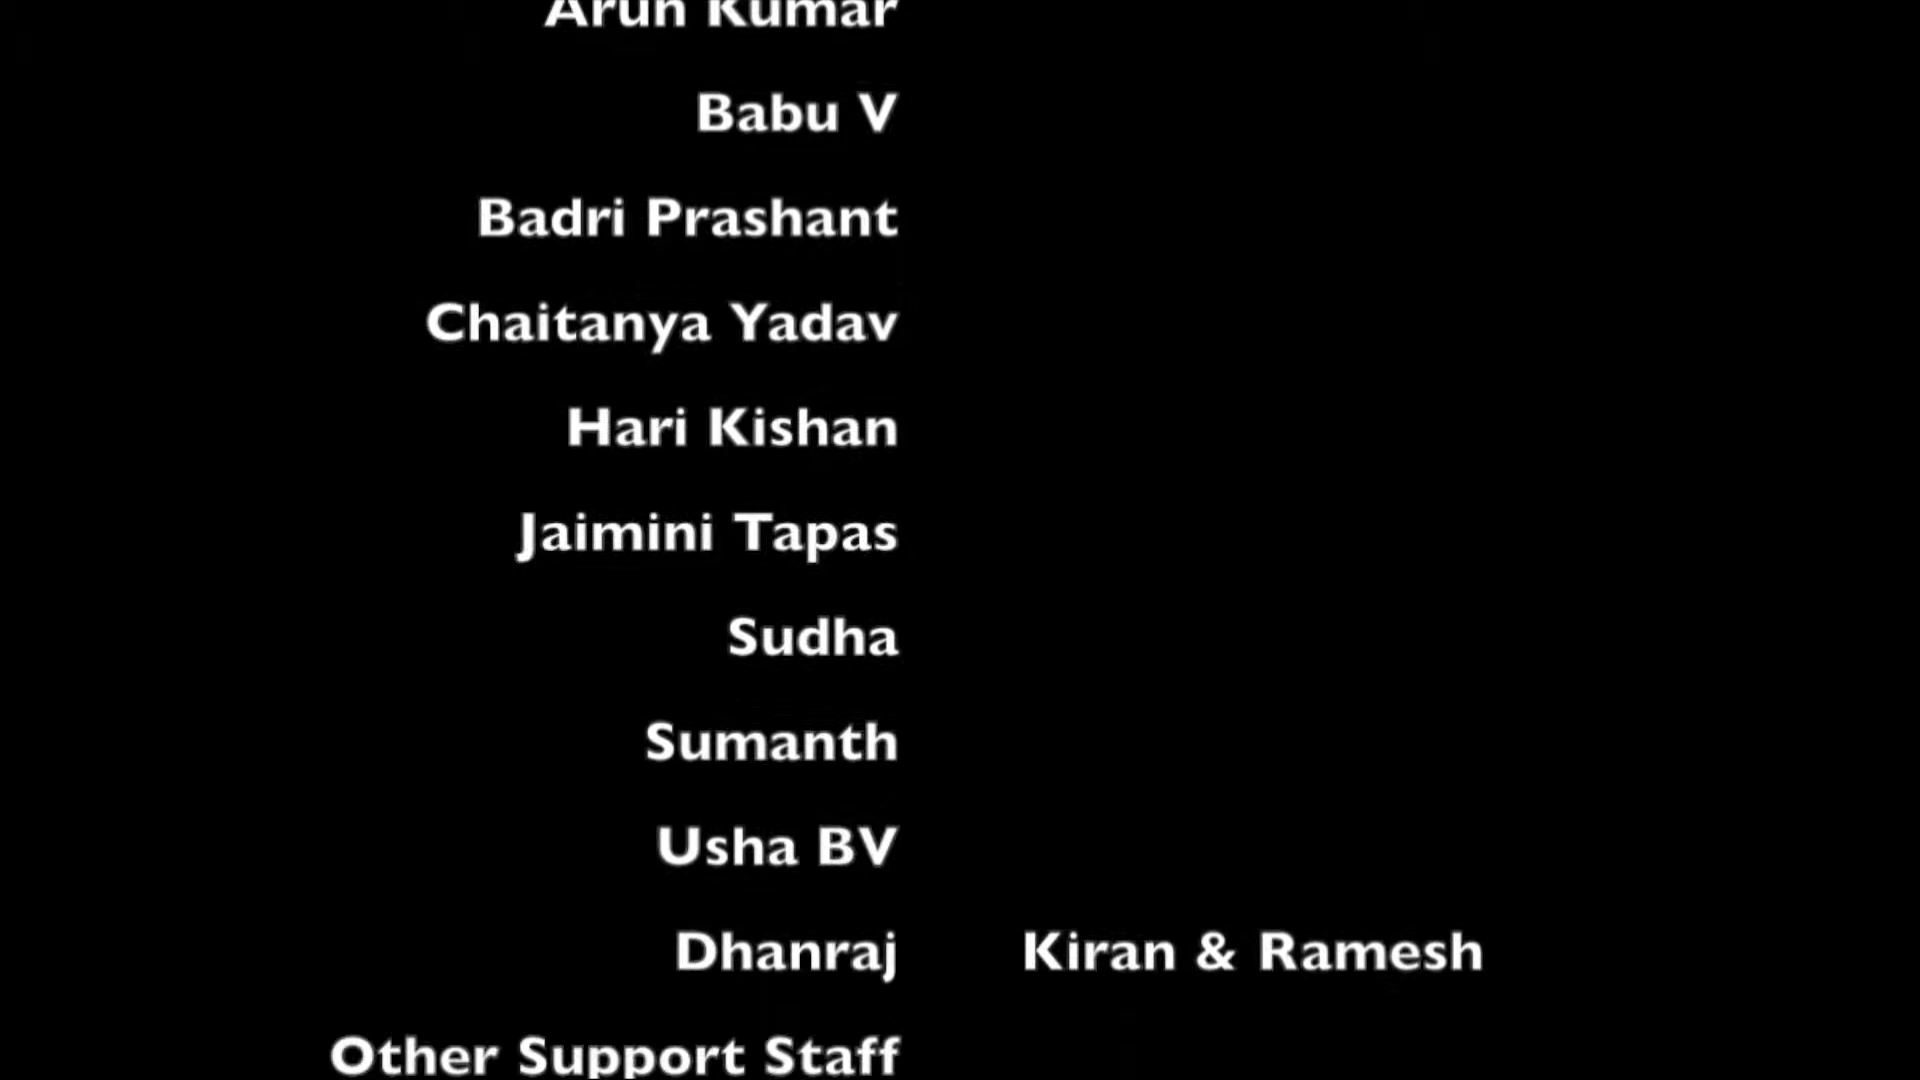 Arun Kumar
Babu V
Badri Prashant
Chaitanya Yadav
Hari Kishan
Jaimini Tapas
Sudha
Sumanth
Usha BV
Dhanraj Kiran & Ramesh
Other Support Staff